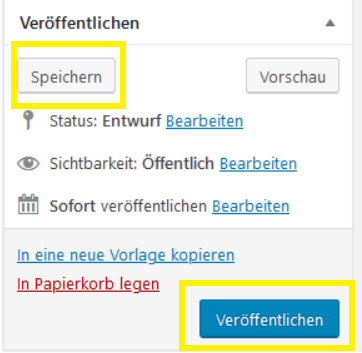 Veröffentlichen
Speichern Vorschau
Status: Entwurf Bearbeiten
Sichtbarkeit: Öffentlich Bearbeiten
Sofort veröffentlichen Bearbeiten
In eine neue Vorlage kopieren
In Papierkorb legen
Veröffentlichen